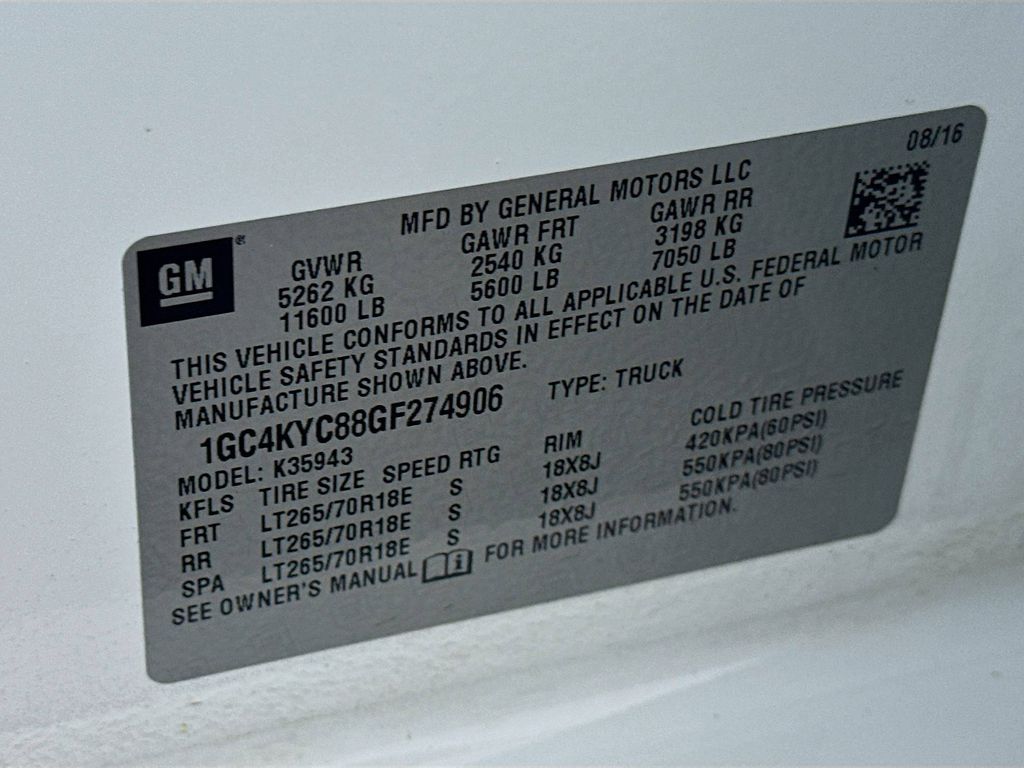 08/16
MFD BY GENERAL MOTORS LLC
GM®
GVWR GAWR FRT GAWR RR
5262 KG 2540 KG 3198 KG
11600 LB 5600 LB 7050 LB
THIS VEHICLE CONFORMS TO ALL APPLICABLE U.S. FEDERAL MOTOR
VEHICLE SAFETY STANDARDS IN EFFECT ON THE DATE OF
MANUFACTURE SHOWN ABOVE.
1GC4KYC88GF274906 TYPE: TRUCK
MODEL: K35943
KFLS TIRE SIZE SPEED RTG RIM COLD TIRE PRESSURE
FRT LT265/70R18E S 18X8J 420KPA(60PSI)
RR LT265/70R18E S 18X8J 550KPA(80PSI)
SPA LT265/70R18E S 18X8J 550KPA(80PSI)
SEE OWNER'S MANUAL FOR MORE INFORMATION.